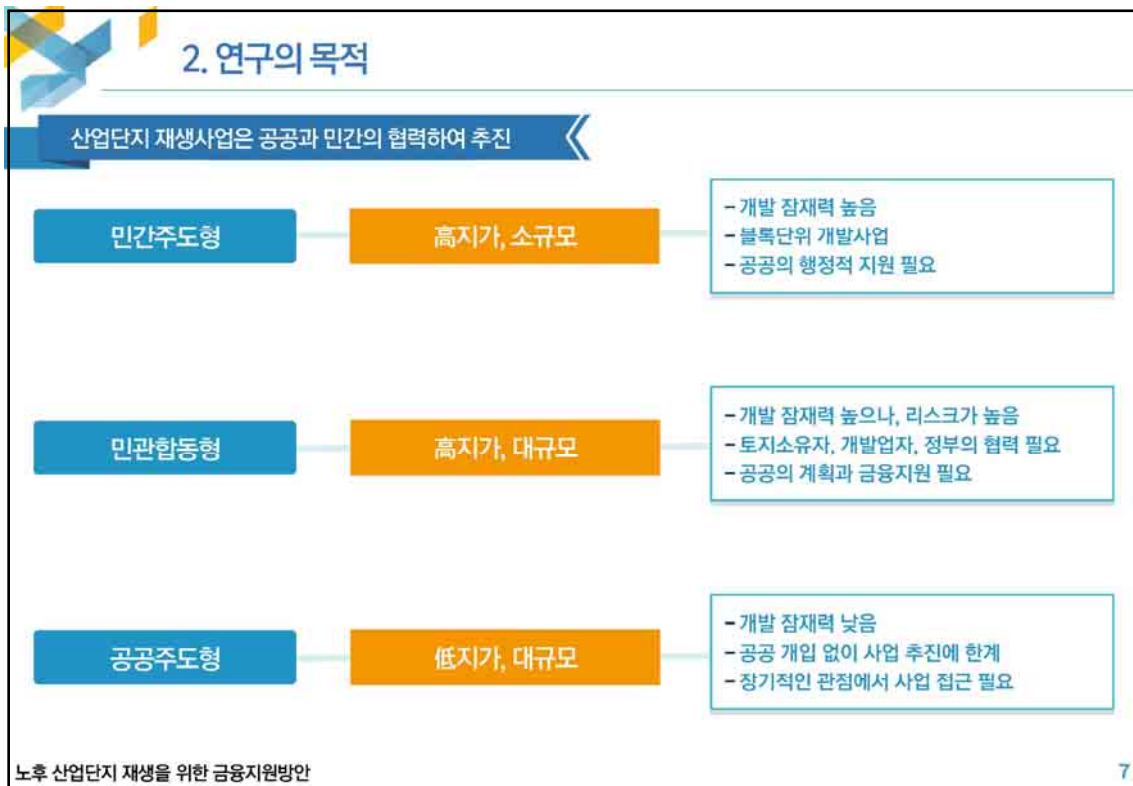 2. 연구의 목적
산업단지 재생사업은 공공과 민간의 협력하여 추진
민간주도형
高지가, 소규모
- 개발 잠재력 높음
- 블록단위 개발사업
- 공공의 행정적 지원 필요
민관합동형
高지가, 대규모
- 개발 잠재력 높으나, 리스크가 높음
- 토지소유자, 개발업자, 정부의 협력 필요
- 공공의 계획과 금융지원 필요
공공주도형
低지가, 대규모
- 개발 잠재력 낮음
- 공공 개입 없이 사업 추진에 한계
- 장기적인 관점에서 사업 접근 필요
노후 산업단지 재생을 위한 금융지원방안
7